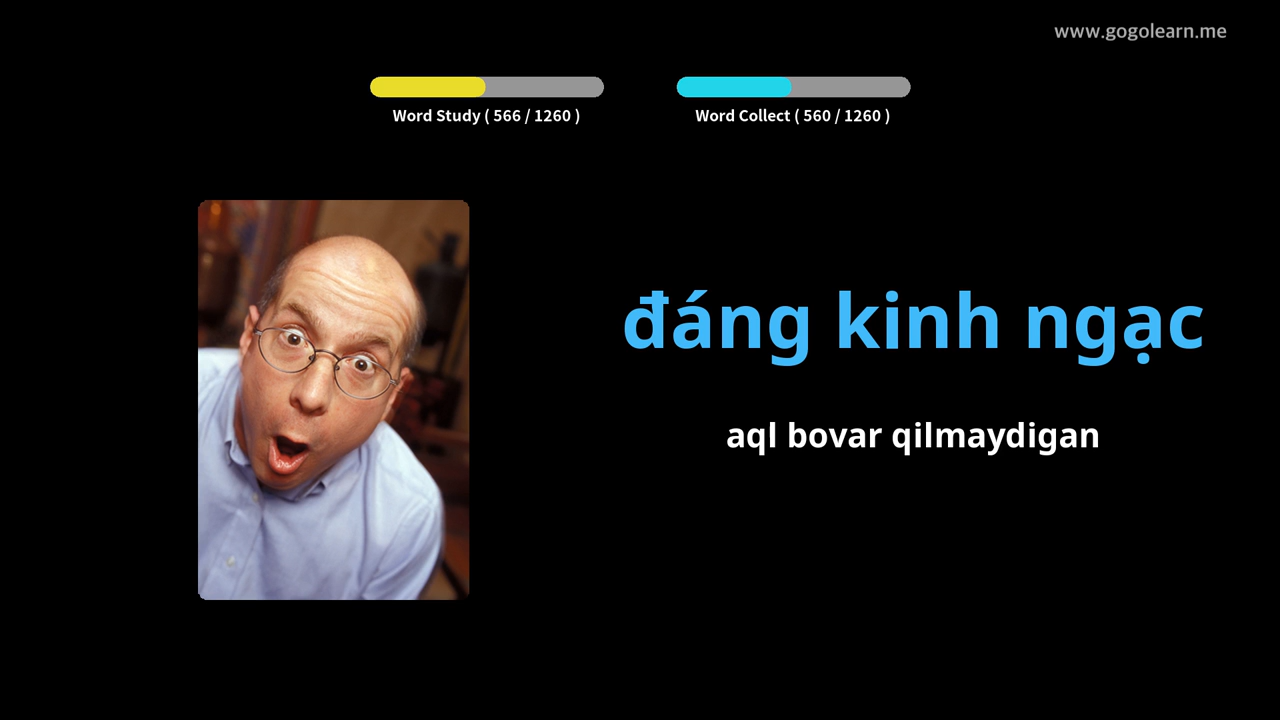 www.gogolearn.me
Word Study ( 566 / 1260 )
Word Collect ( 560 / 1260 )
đáng kinh ngạc
aql bovar qilmaydigan